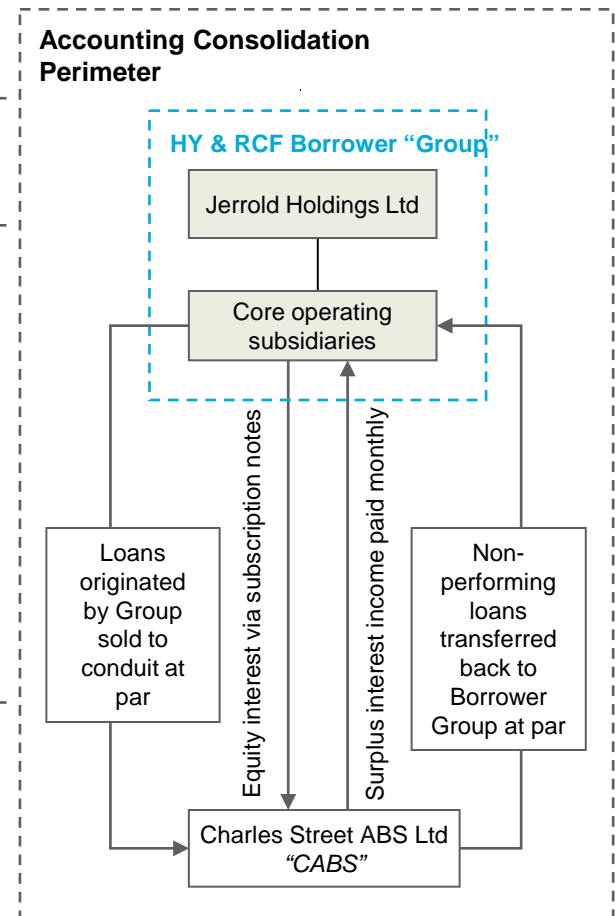 Accounting Consolidation
Perimeter
HY & RCF Borrower “Group”
Jerrold Holdings Ltd
Core operating
subsidiaries
Loans
originated
by Group
sold to
conduit at
par
Equity interest via subscription notes
Surplus interest income paid monthly
Non-
performing
loans
transferred
back to
Borrower
Group at par
Charles Street ABS Ltd
“CABS”